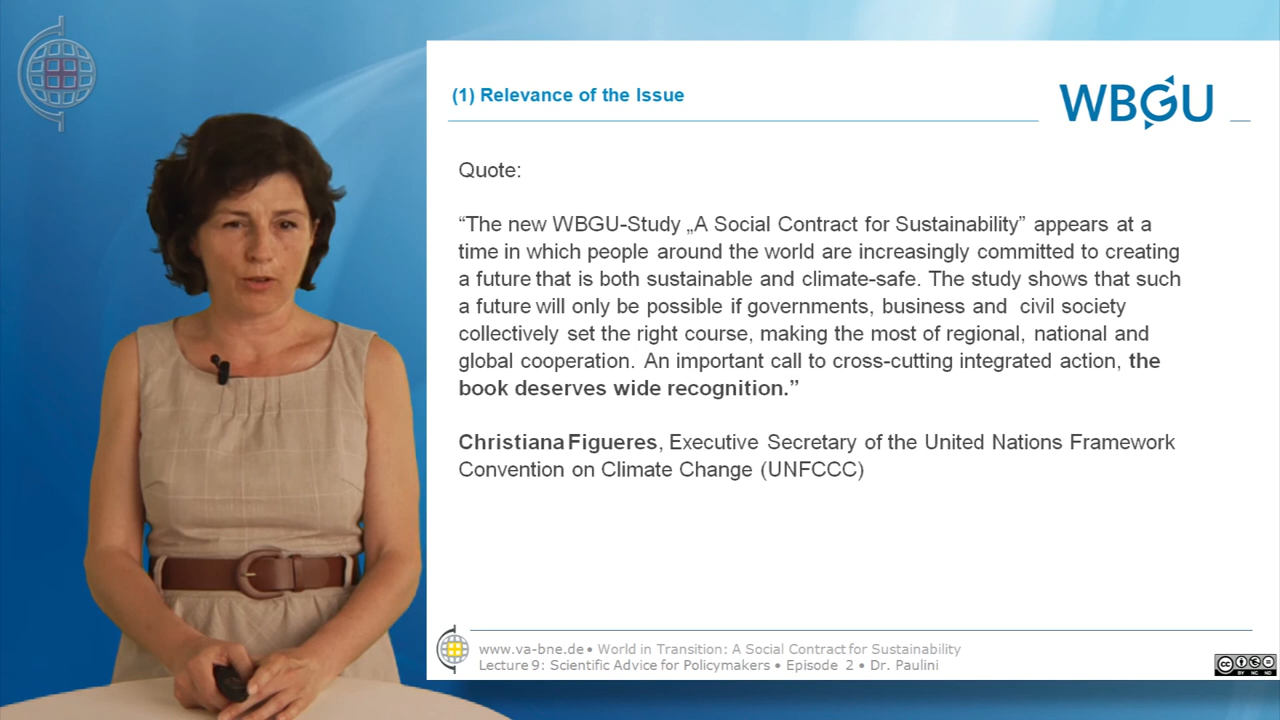 (1) Relevance of the Issue
WBGU
Quote:
“The new WBGU-Study „A Social Contract for Sustainability” appears at a
time in which people around the world are increasingly committed to creating
a future that is both sustainable and climate-safe. The study shows that such
a future will only be possible if governments, business and civil society
collectively set the right course, making the most of regional, national and
global cooperation. An important call to cross-cutting integrated action, the
book deserves wide recognition.”
Christiana Figueres, Executive Secretary of the United Nations Framework
Convention on Climate Change (UNFCCC)
www.va-bne.de • World in Transition: A Social Contract for Sustainability
Lecture 9: Scientific Advice for Policymakers • Episode 2 • Dr. Paulini
CC
BY NC ND